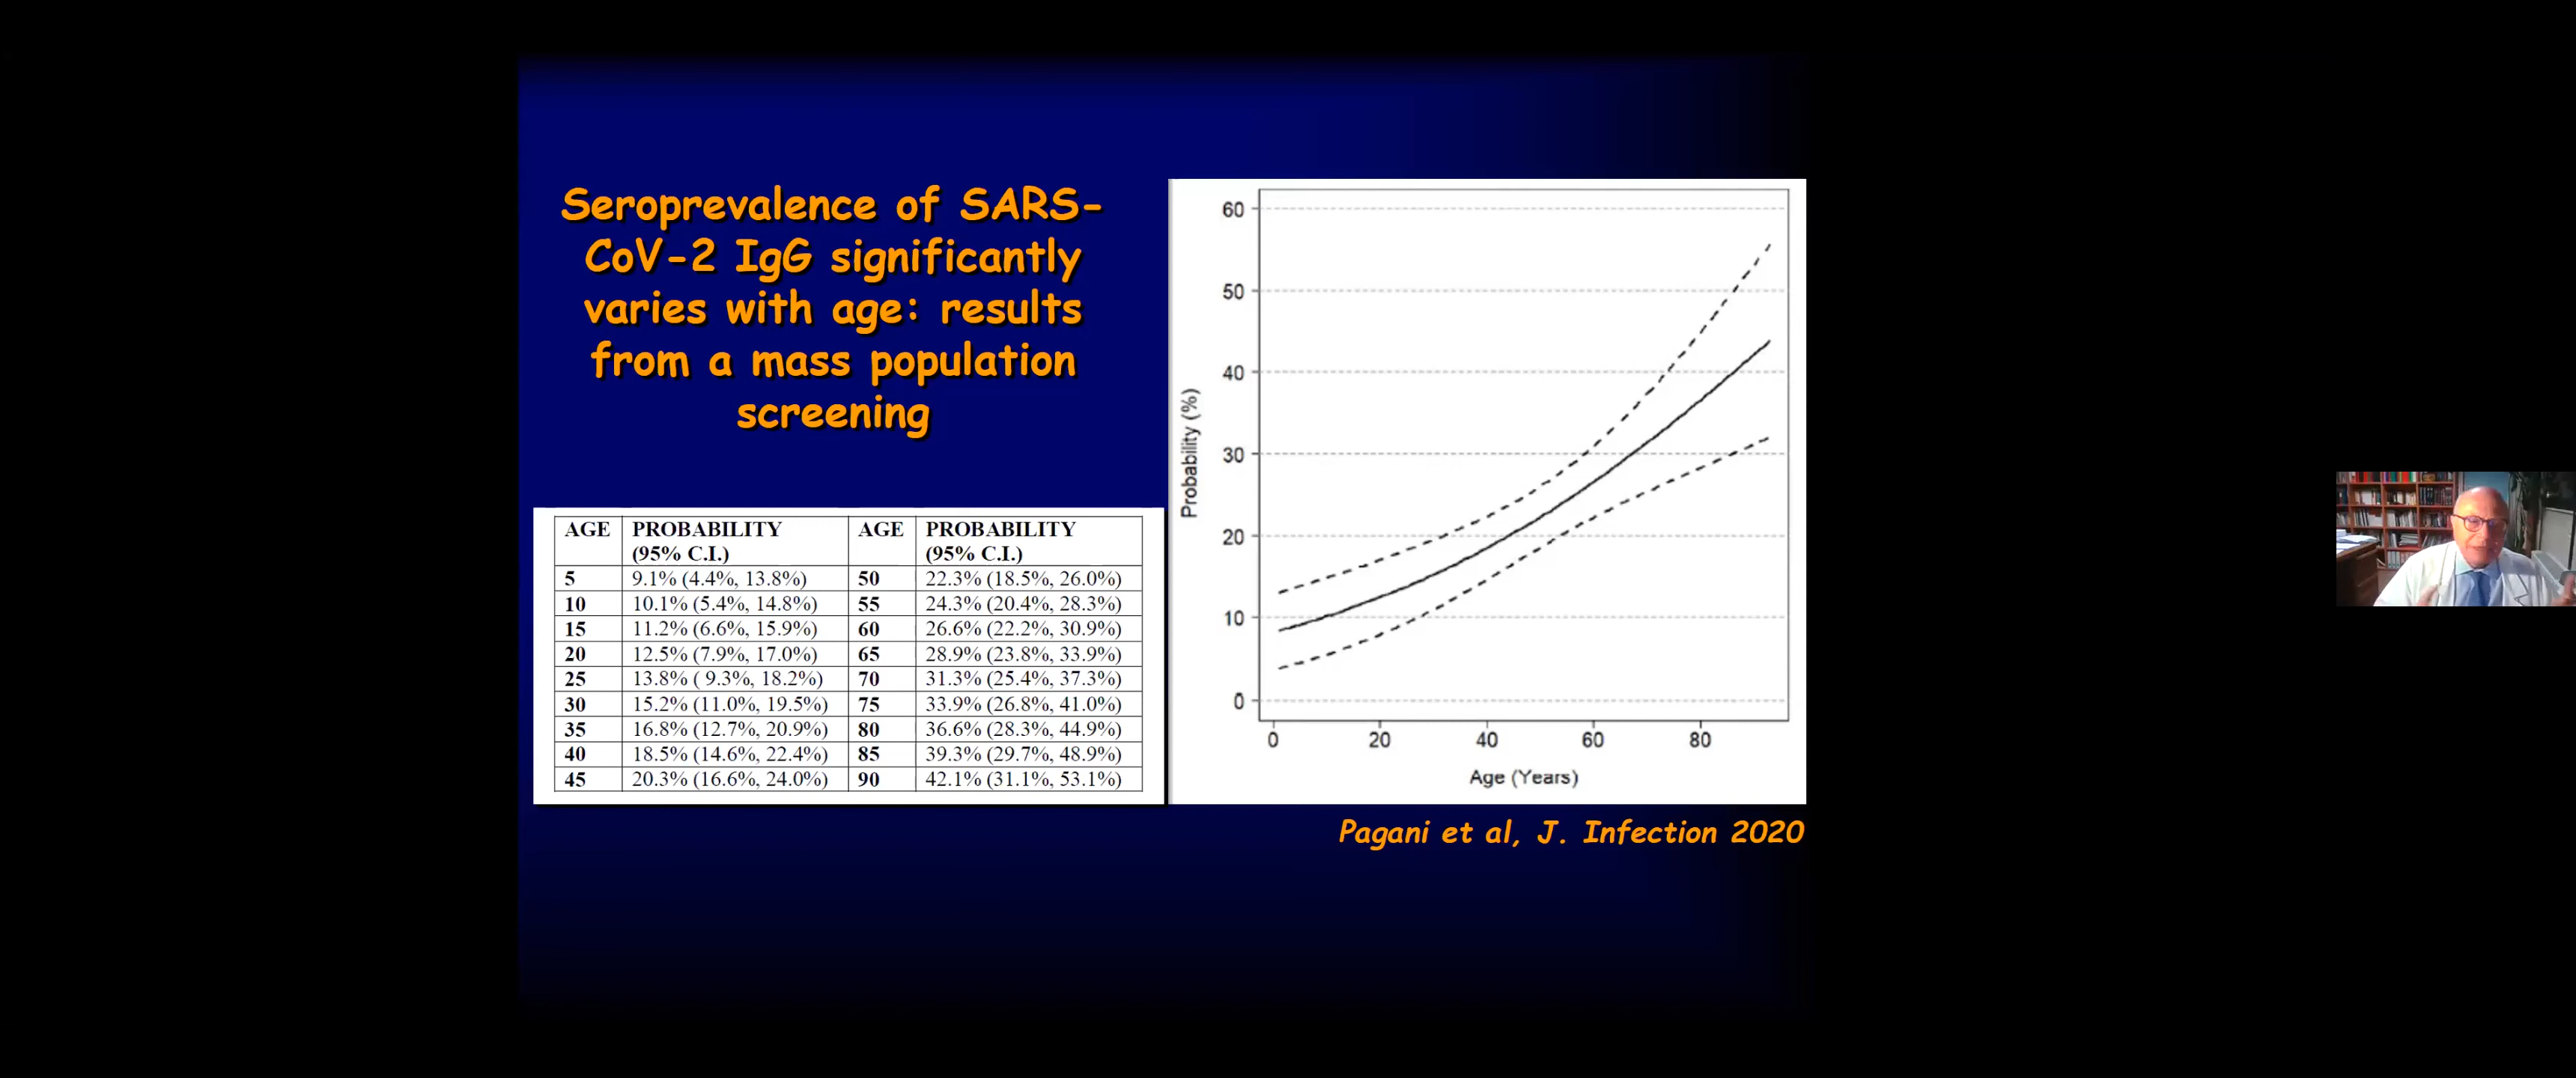 Seroprevalence of SARS-
CoV-2 IgG significantly
varies with age: results
from a mass population
screening
AGE PROBABILITY (95% C.I.) AGE PROBABILITY (95% C.I.)
5 9.1% (4.4%, 13.8%) 50 22.3% (18.5%, 26.0%)
10 10.1% (5.4%, 14.8%) 55 24.3% (20.4%, 28.3%)
15 11.2% (6.6%, 15.9%) 60 26.6% (22.2%, 30.9%)
20 12.5% (7.9%, 17.0%) 65 28.9% (23.8%, 33.9%)
25 13.8% ( 9.3%, 18.2%) 70 31.3% (25.4%, 37.3%)
30 15.2% (11.0%, 19.5%) 75 33.9% (26.8%, 41.0%)
35 16.8% (12.7%, 20.9%) 80 36.6% (28.3%, 44.9%)
40 18.5% (14.6%, 22.4%) 85 39.3% (29.7%, 48.9%)
45 20.3% (16.6%, 24.0%) 90 42.1% (31.1%, 53.1%)
Probability (%)
60
50
40
30
20
10
0
0 20 40 60 80
Age (Years)
Pagani et al, J. Infection 2020